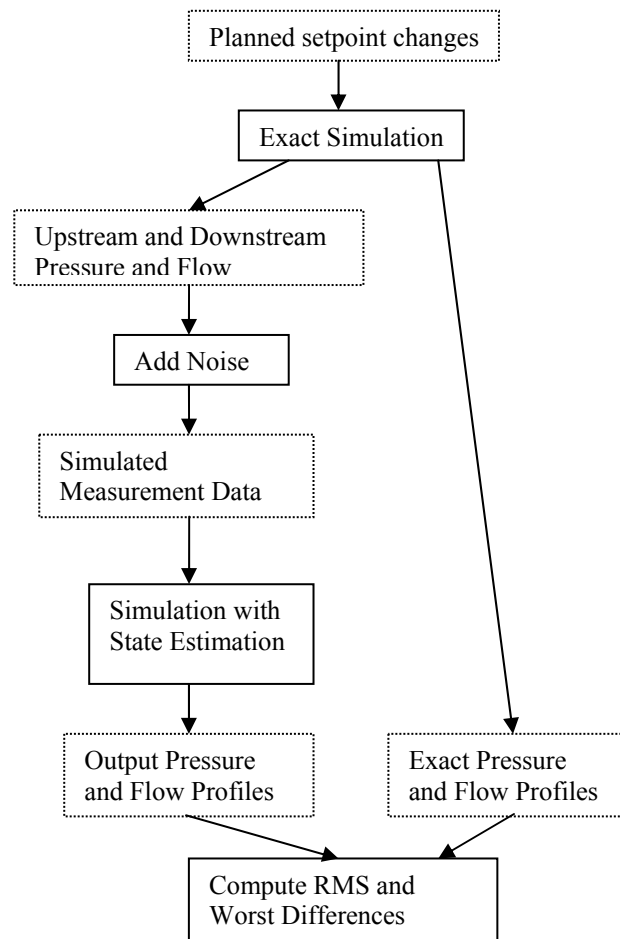 Planned setpoint changes
Exact Simulation
Upstream and Downstream
Pressure and Flow
Add Noise
Simulated
Measurement Data
Simulation with
State Estimation
Output Pressure
and Flow Profiles
Exact Pressure
and Flow Profiles
Compute RMS and
Worst Differences